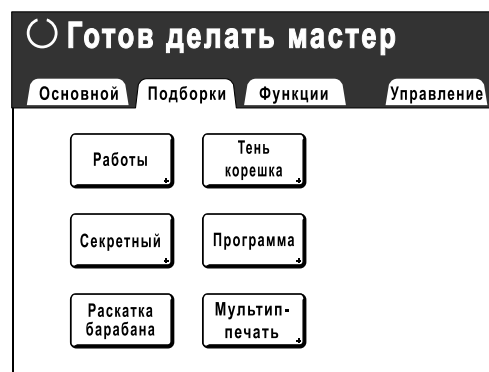 Готов делать мастер
Основной Подборки Функции Управление
Работы
Тень
корешка
Секретный
Программа
Раскатка
барабана
Мультип-
печать